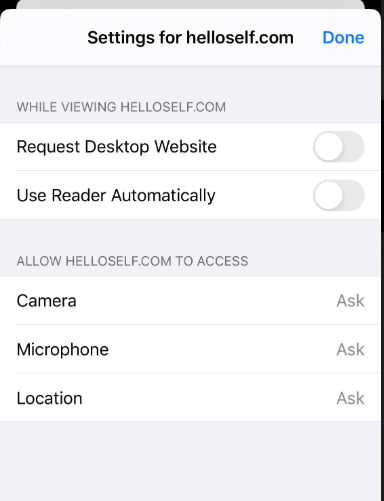 Settings for helloself.com Done
WHILE VIEWING HELLOSELF.COM
Request Desktop Website
Use Reader Automatically
ALLOW HELLOSELF.COM TO ACCESS
Camera Ask
Microphone Ask
Location Ask